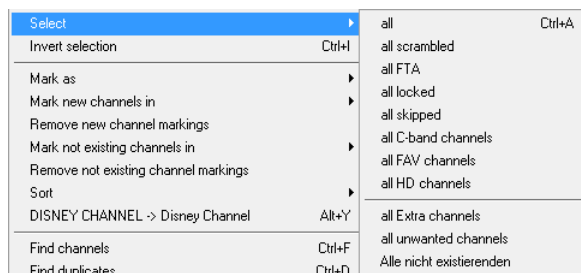 Select
Invert selection Ctrl+I
Mark as
Mark new channels in
Remove new channel markings
Mark not existing channels in
Remove not existing channel markings
Sort
DISNEY CHANNEL -> Disney Channel Alt+Y
Find channels Ctrl+F
Find duplicates Ctrl+D
all Ctrl+A
all scrambled
all FTA
all locked
all skipped
all C-band channels
all FAV channels
all HD channels
all Extra channels
all unwanted channels
Alle nicht existierenden